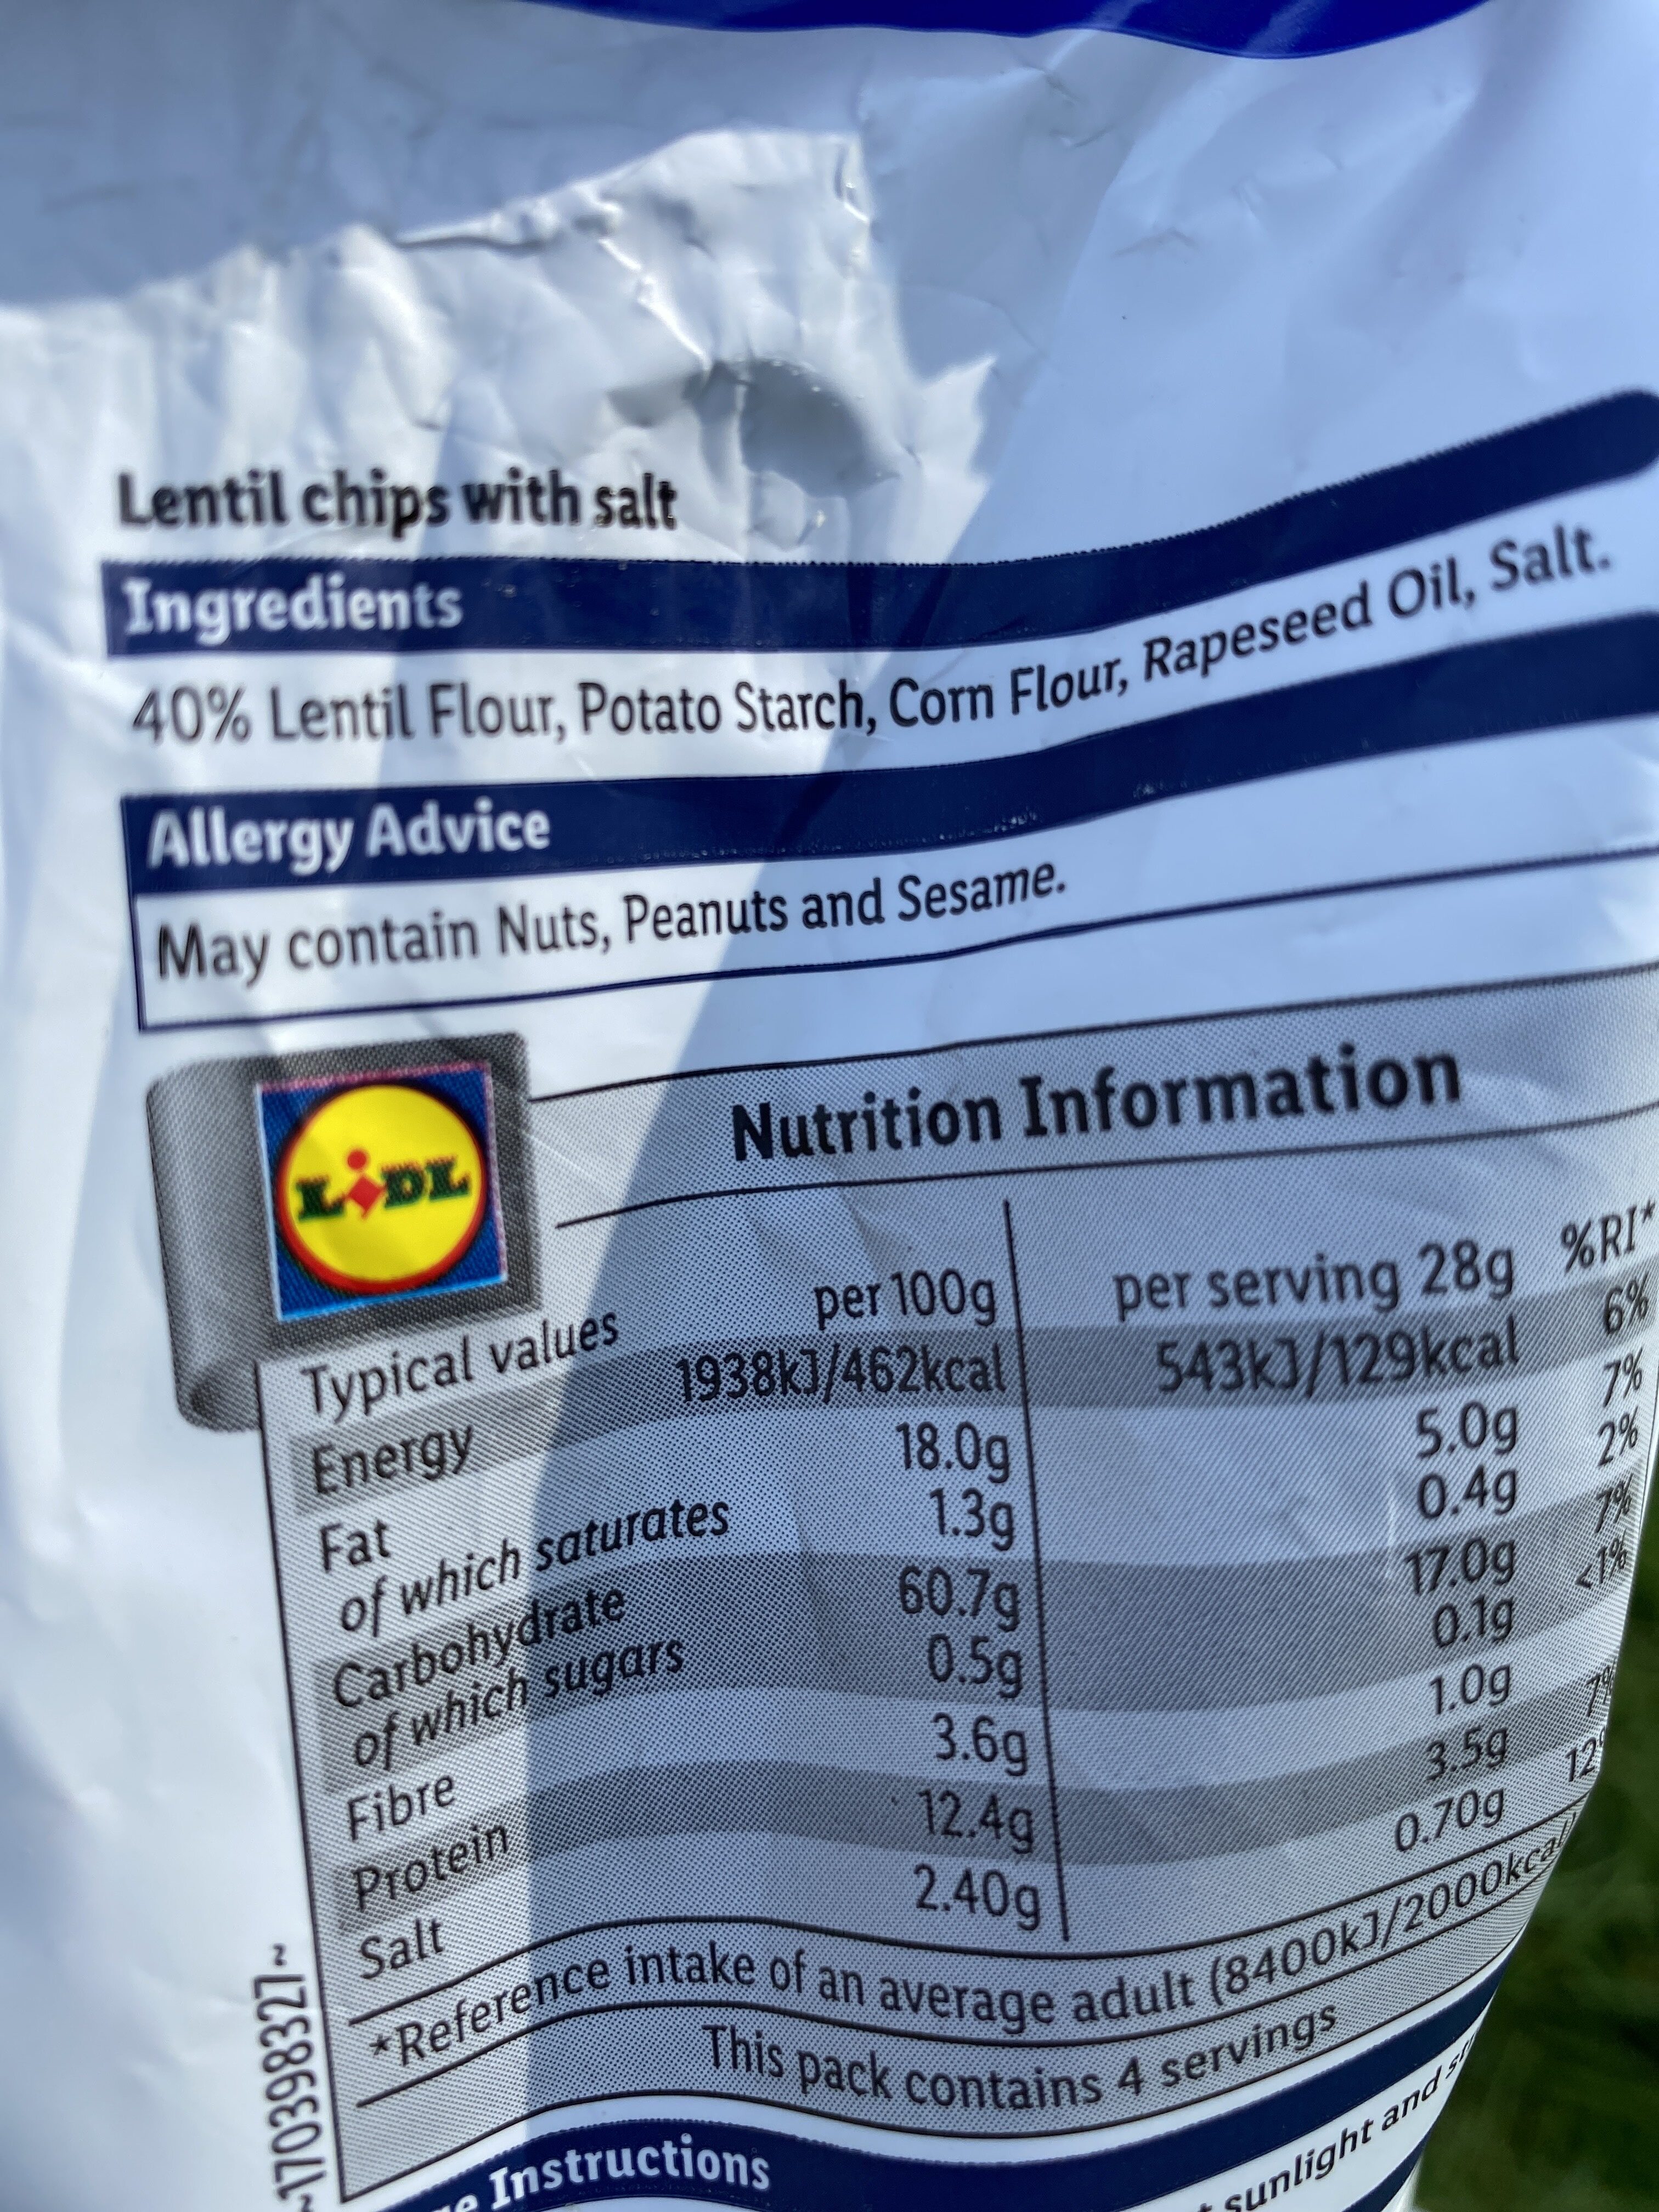 Lentil chips with salt
Ingredients
40% Lentil Flour, Potato Starch, Corn Flour, Rapeseed Oil, Salt.
Allergy Advice
May contain Nuts, Peanuts and Sesame.
LIDL
Nutrition Information
Typical values per 100g per serving 28g %RI*
Energy 1938kJ/462kcal 543kJ/129kcal 6%
Fat 18.0g 5.0g 7%
of which saturates 1.3g 0.4g 2%
Carbohydrate 60.7g 17.0g 7%
of which sugars 0.5g 0.1g <1%
Fibre 3.6g 1.0g
Protein 12.4g 3.5g 7%
Salt 2.40g 0.70g 12%
*Reference intake of an average adult (8400kJ/2000kcal)
This pack contains 4 servings
~17039832​7~
Instructions
sunlight and